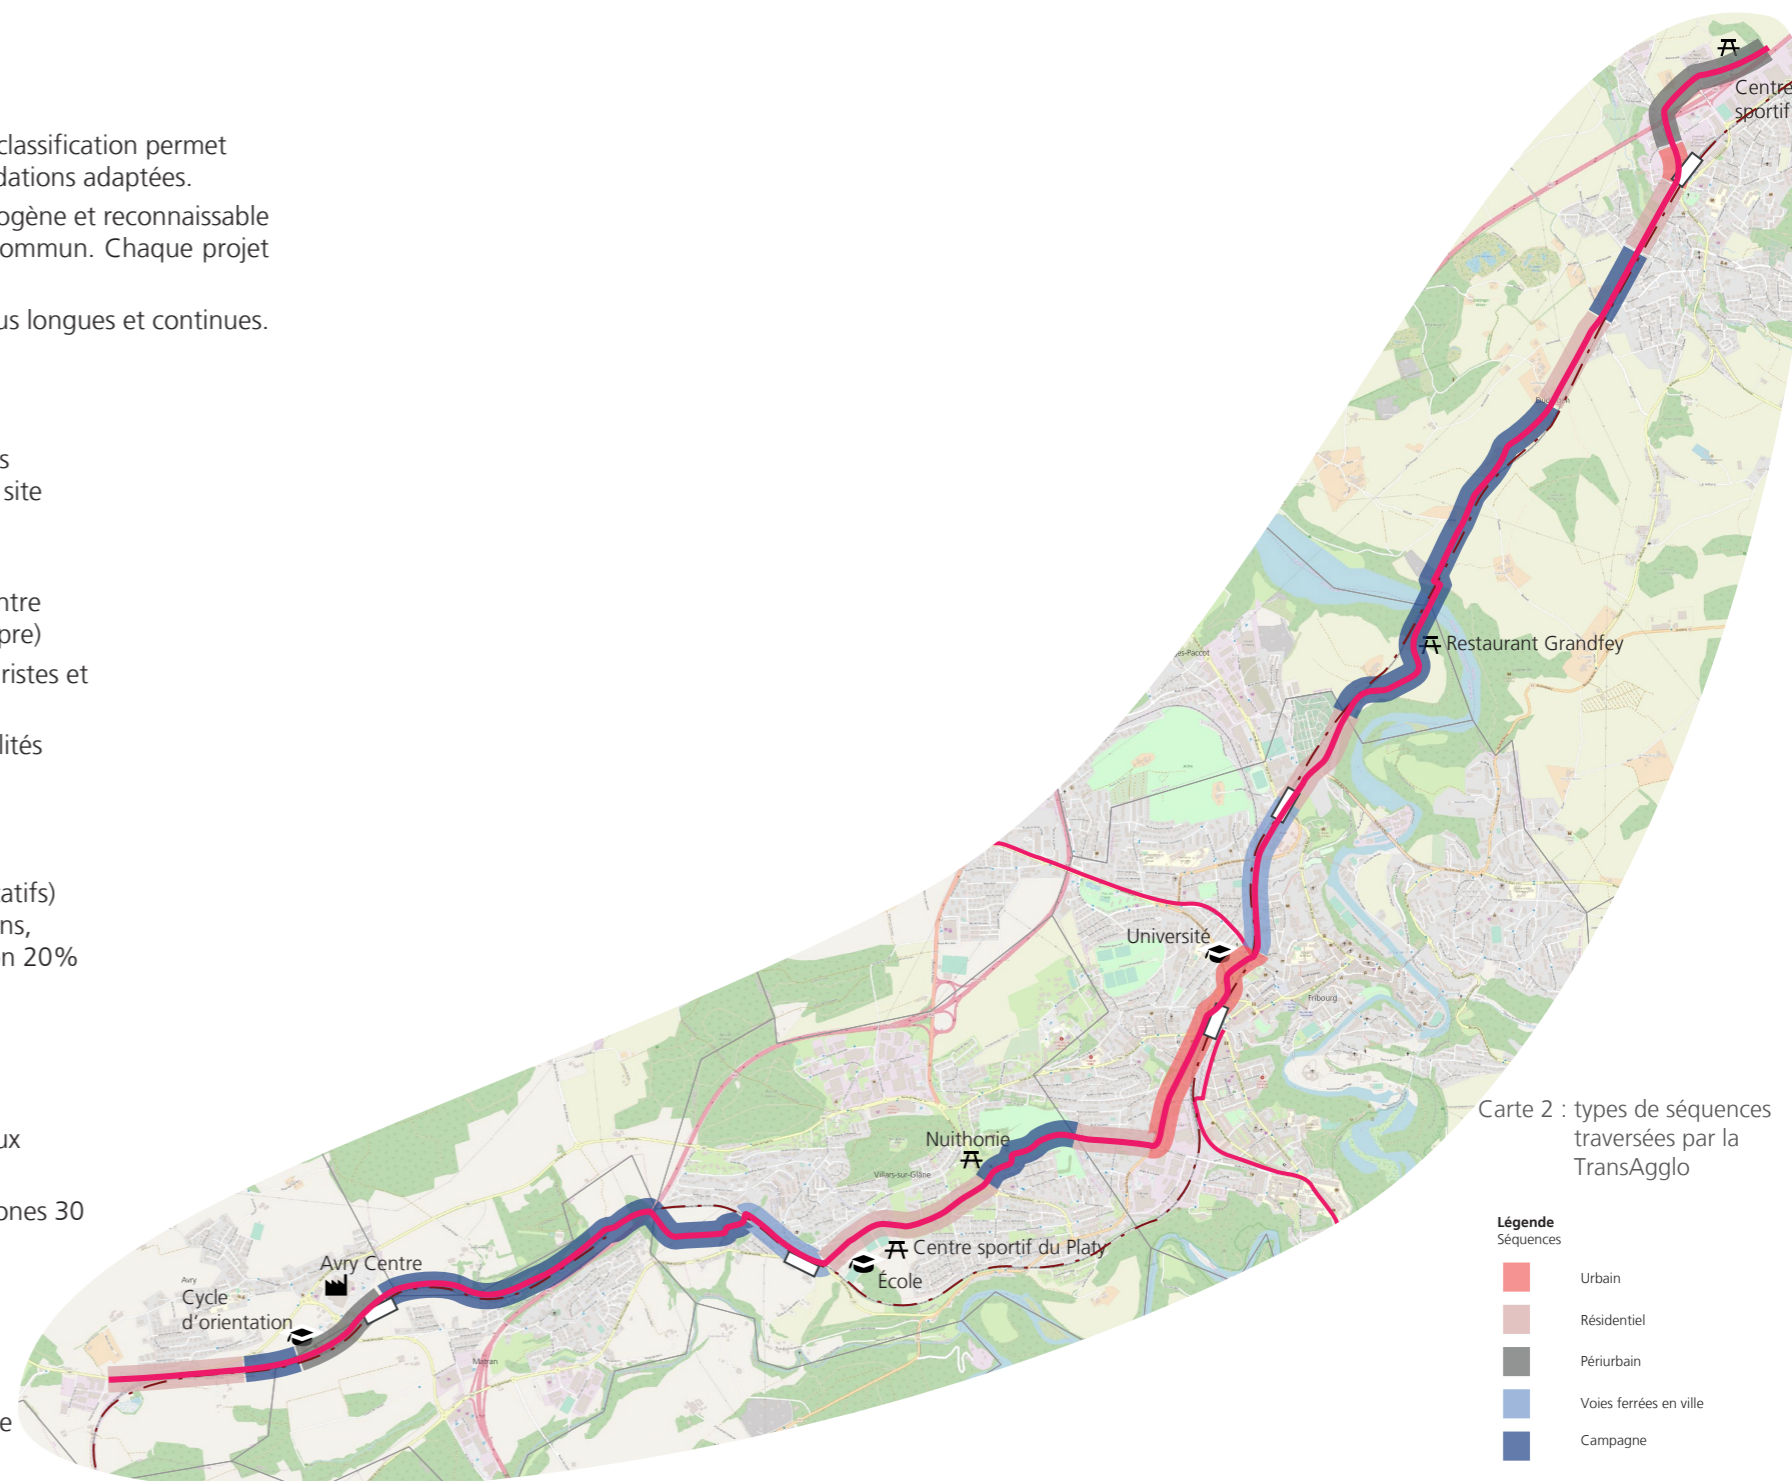 classification permet
dations adaptées.
ogène et reconnaissable
commun. Chaque projet
us longues et continues.
s
site
ntre
pre)
ristes et
lités
atifs)
ns,
n 20%
ux
ones 30
e
Centre
sportif
Restaurant Grandfey
Université
Fribourg
Nuithonie
Villars-sur-Glâne
Centre sportif du Platy
École
Avry Centre
Avry
Cycle
d'orientation
Matran
Carte 2 : types de séquences
traversées par la
TransAgglo
Légende
Séquences
Urbain
Résidentiel
Périurbain
Voies ferrées en ville
Campagne